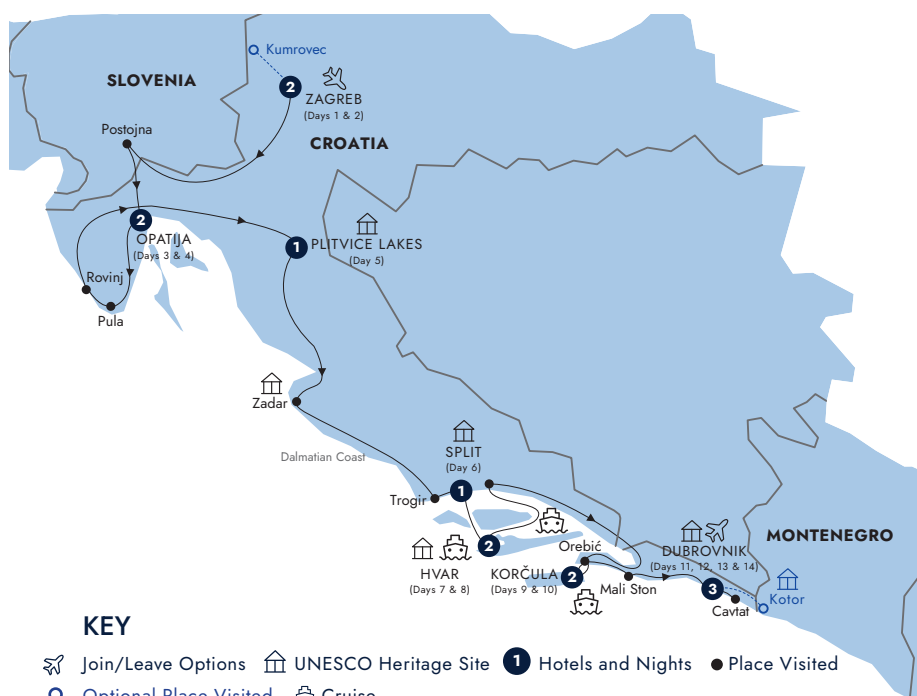 Kumrovec
SLOVENIA
2
ZAGREB
(Days 1 & 2)
Postojna
CROATIA
2
OPATIJA
(Days 3 & 4)
1
PLITVICE LAKES
(Day 5)
Rovinj
Pula
Zadar
Dalmatian Coast
SPLIT
(Day 6)
1
Trogir
2
HVAR
(Days 7 & 8)
Orebić
KORČULA
(Days 9 & 10)
2
Mali Ston
MONTENEGRO
DUBROVNIK
(Days 11, 12, 13 & 14)
3
Cavtat
Kotor
KEY
Join/Leave Options UNESCO Heritage Site 1 Hotels and Nights Place Visited
Optional Place Visited Cruise